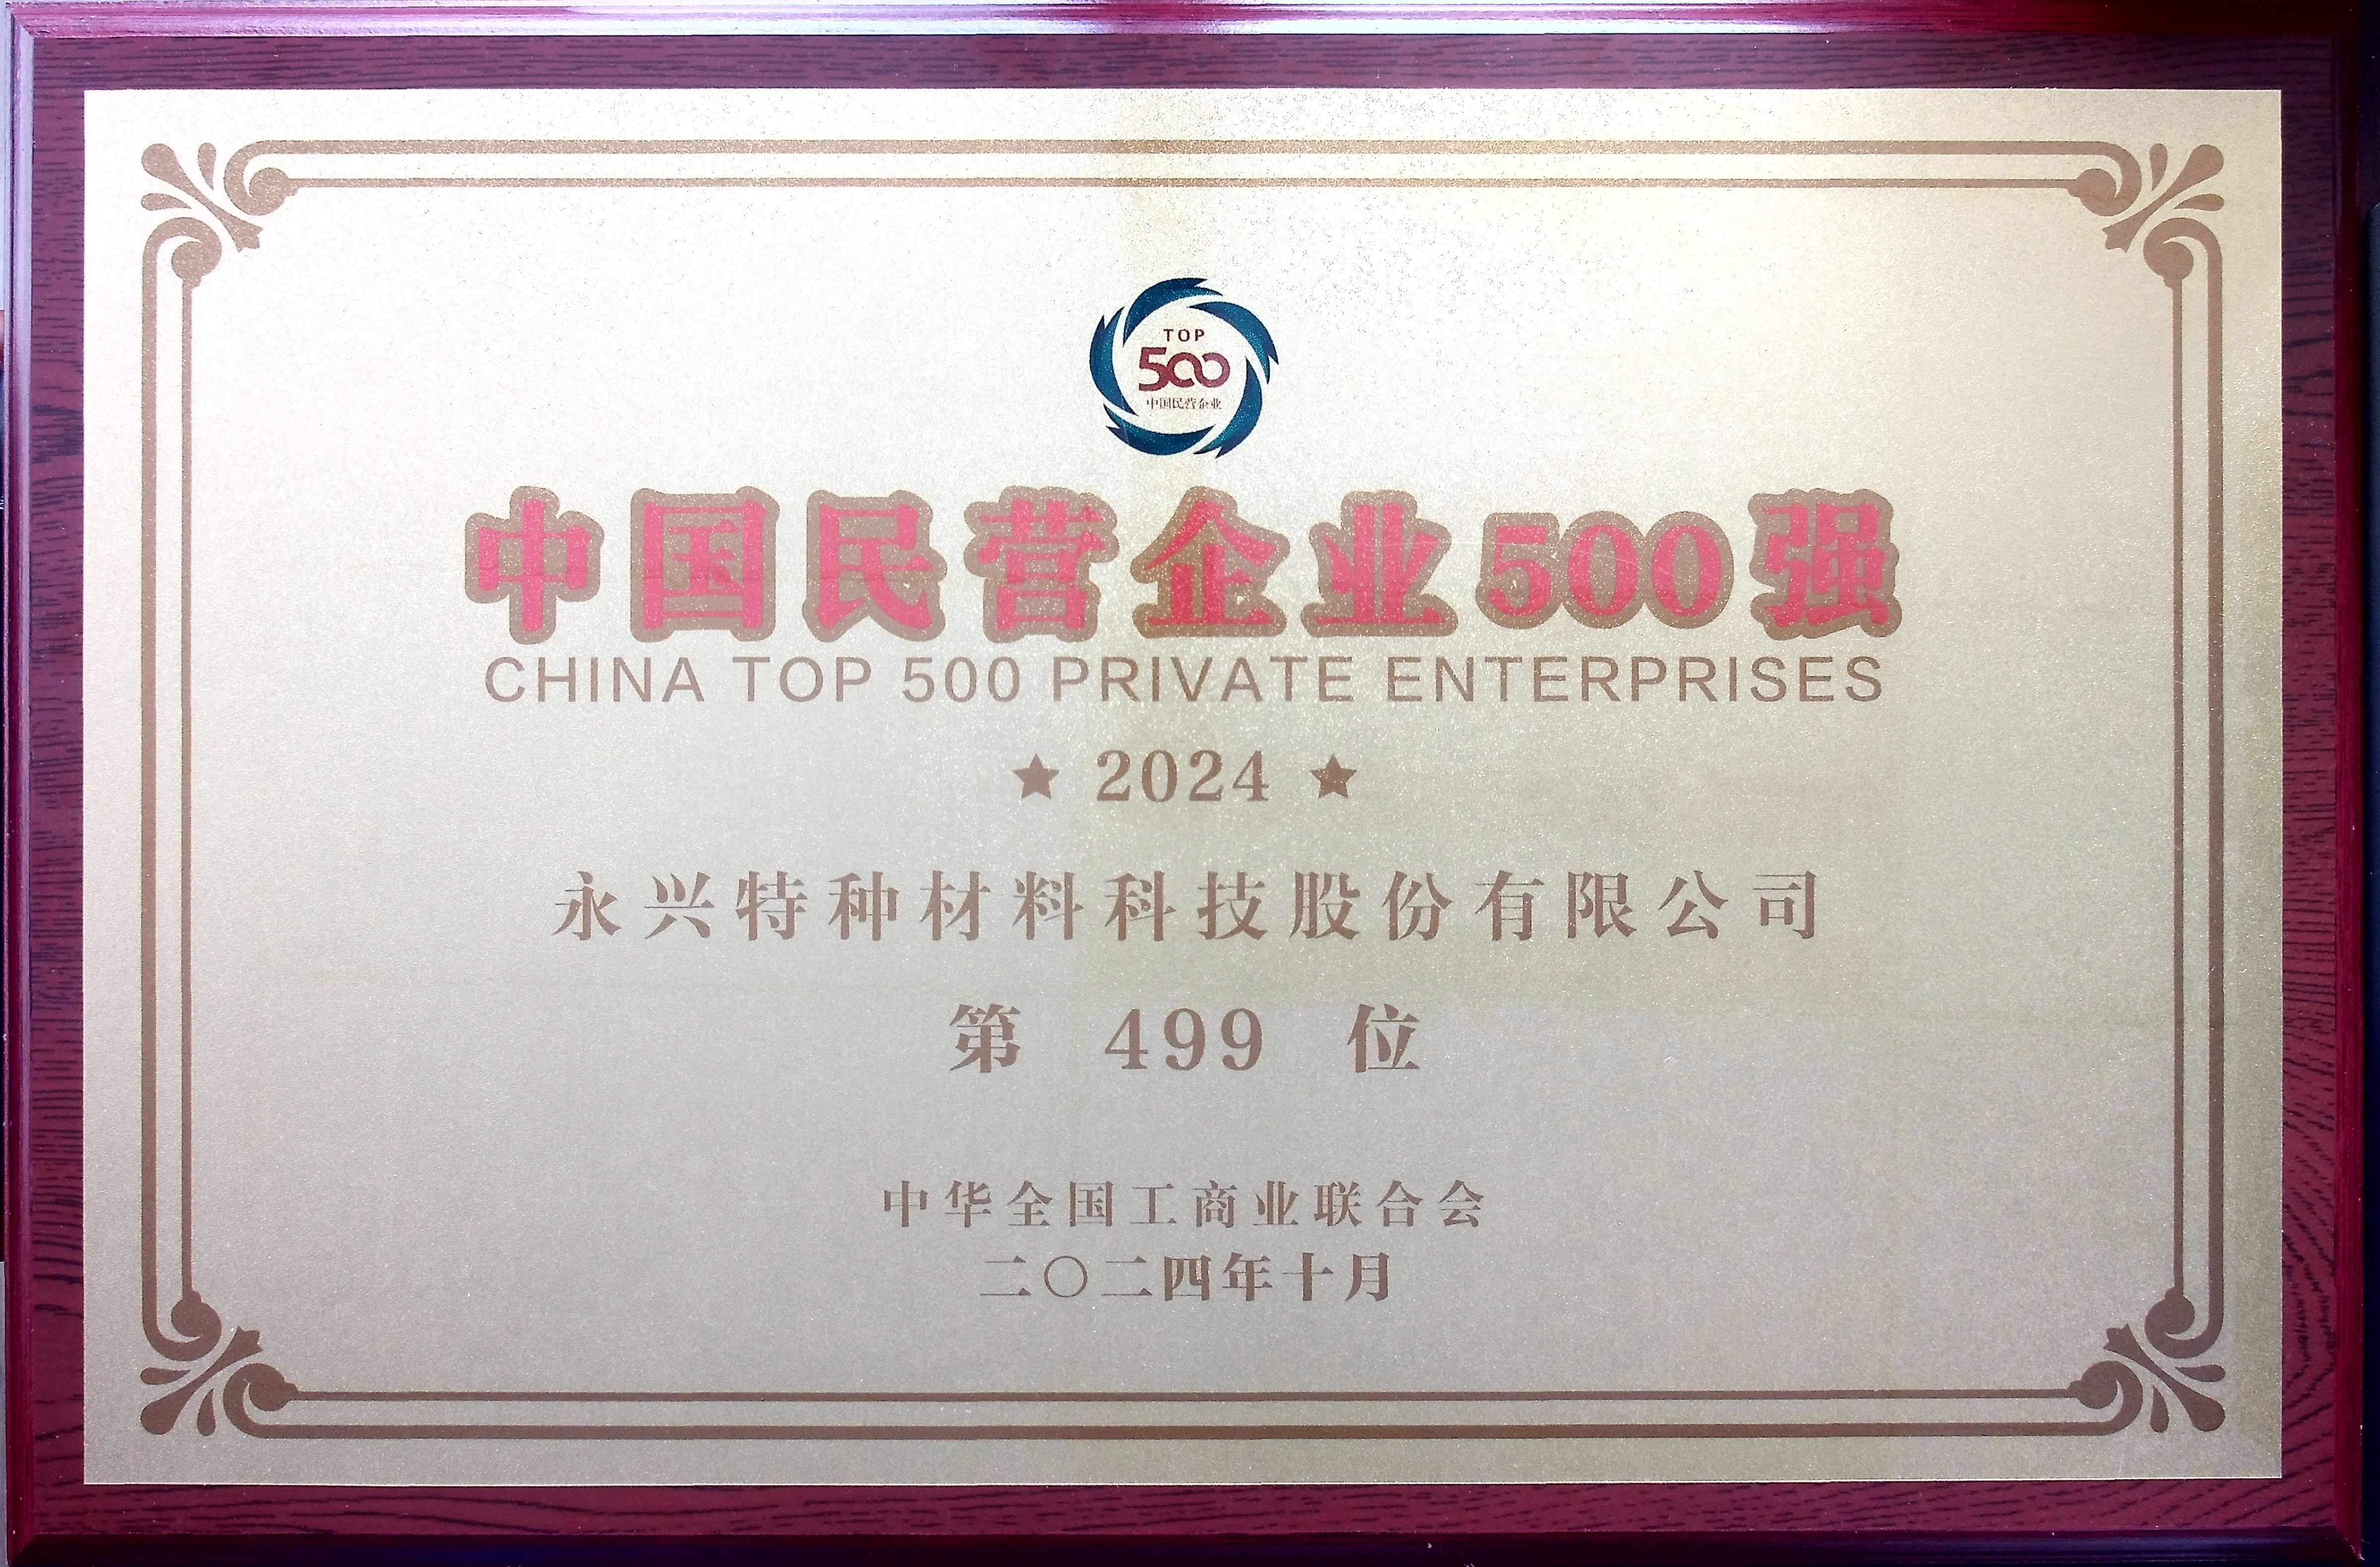 TOP
500
中国民营企业
中国民营企业500强
CHINA TOP 500 PRIVATE ENTERPRISES
★ 2024 ★
永兴特种材料科技股份有限公司
第 499 位
中华全国工商业联合会
二〇二四年十月